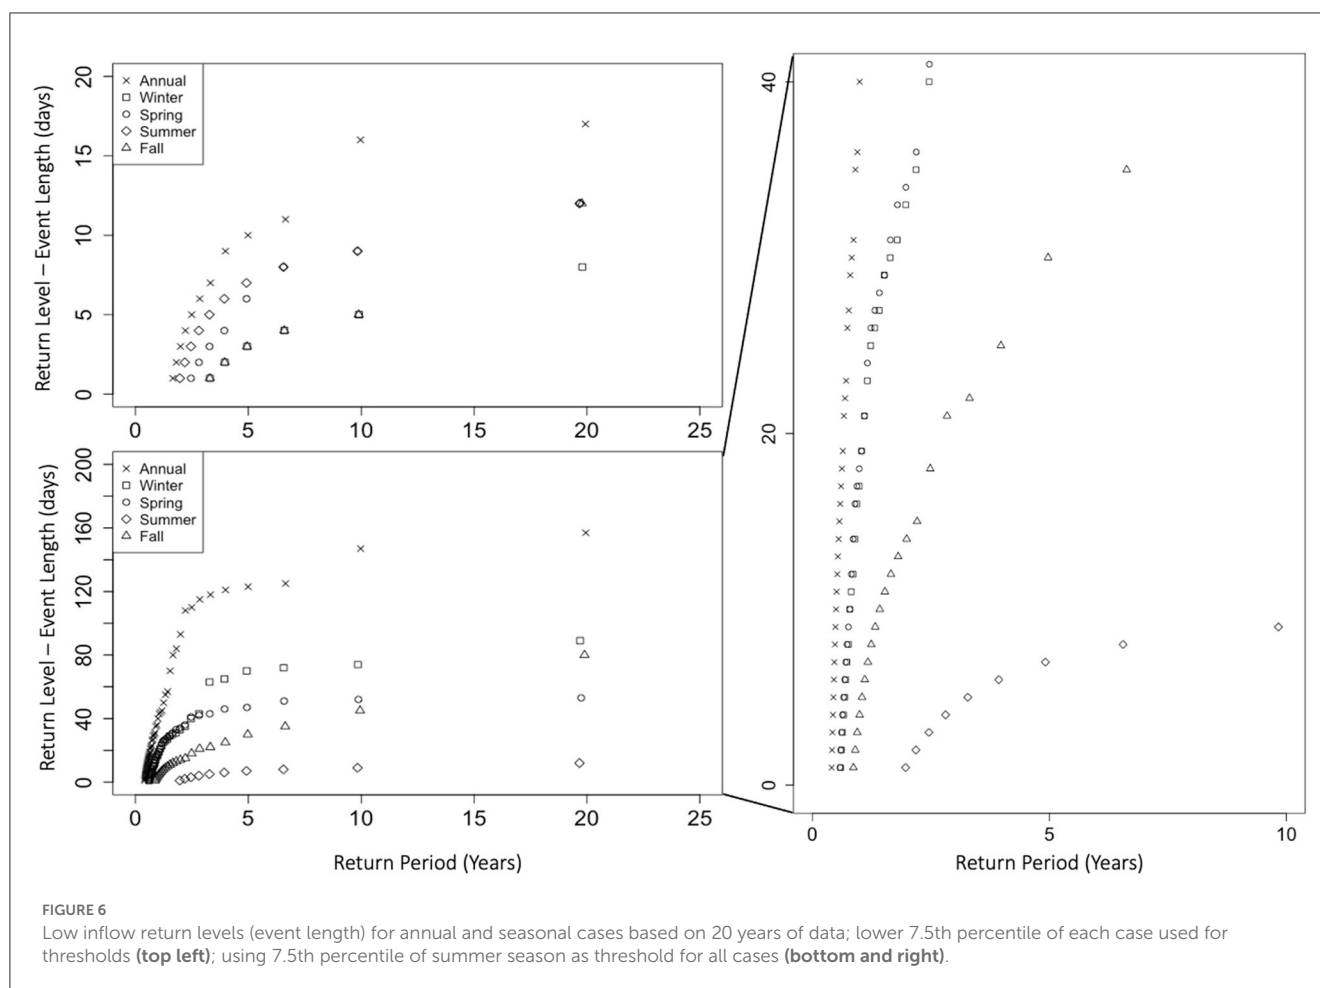 Return Level – Event Length (days)
20
15
10
5
0
Annual
Winter
Spring
Summer
Fall
0 5 10 15 20 25
Return Level – Event Length (days)
200
160
120
80
40
0
Annual
Winter
Spring
Summer
Fall
0 5 10 15 20 25
Return Period (Years)
40
20
0
0 5 10
Return Period (Years)
FIGURE 6
Low inflow return levels (event length) for annual and seasonal cases based on 20 years of data; lower 7.5th percentile of each case used for
thresholds (top left); using 7.5th percentile of summer season as threshold for all cases (bottom and right).